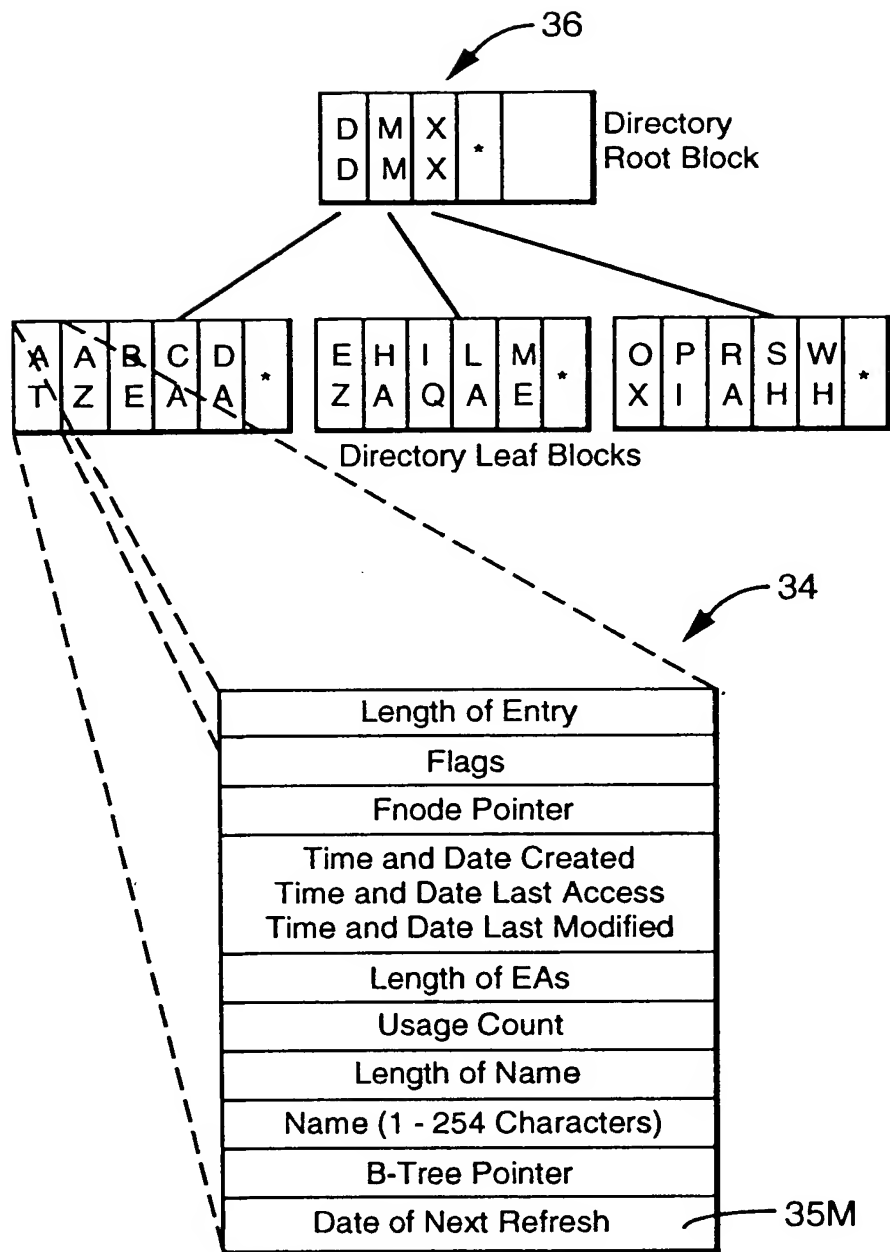 36
D M X
D M X
*
Directory
Root Block
A A B C D
T Z E A A
*
E H I L M
Z A Q A E
*
O P R S W
X I A H H
*
Directory Leaf Blocks
34
Length of Entry
Flags
Fnode Pointer
Time and Date Created
Time and Date Last Access
Time and Date Last Modified
Length of EAs
Usage Count
Length of Name
Name (1 - 254 Characters)
B-Tree Pointer
Date of Next Refresh
35M